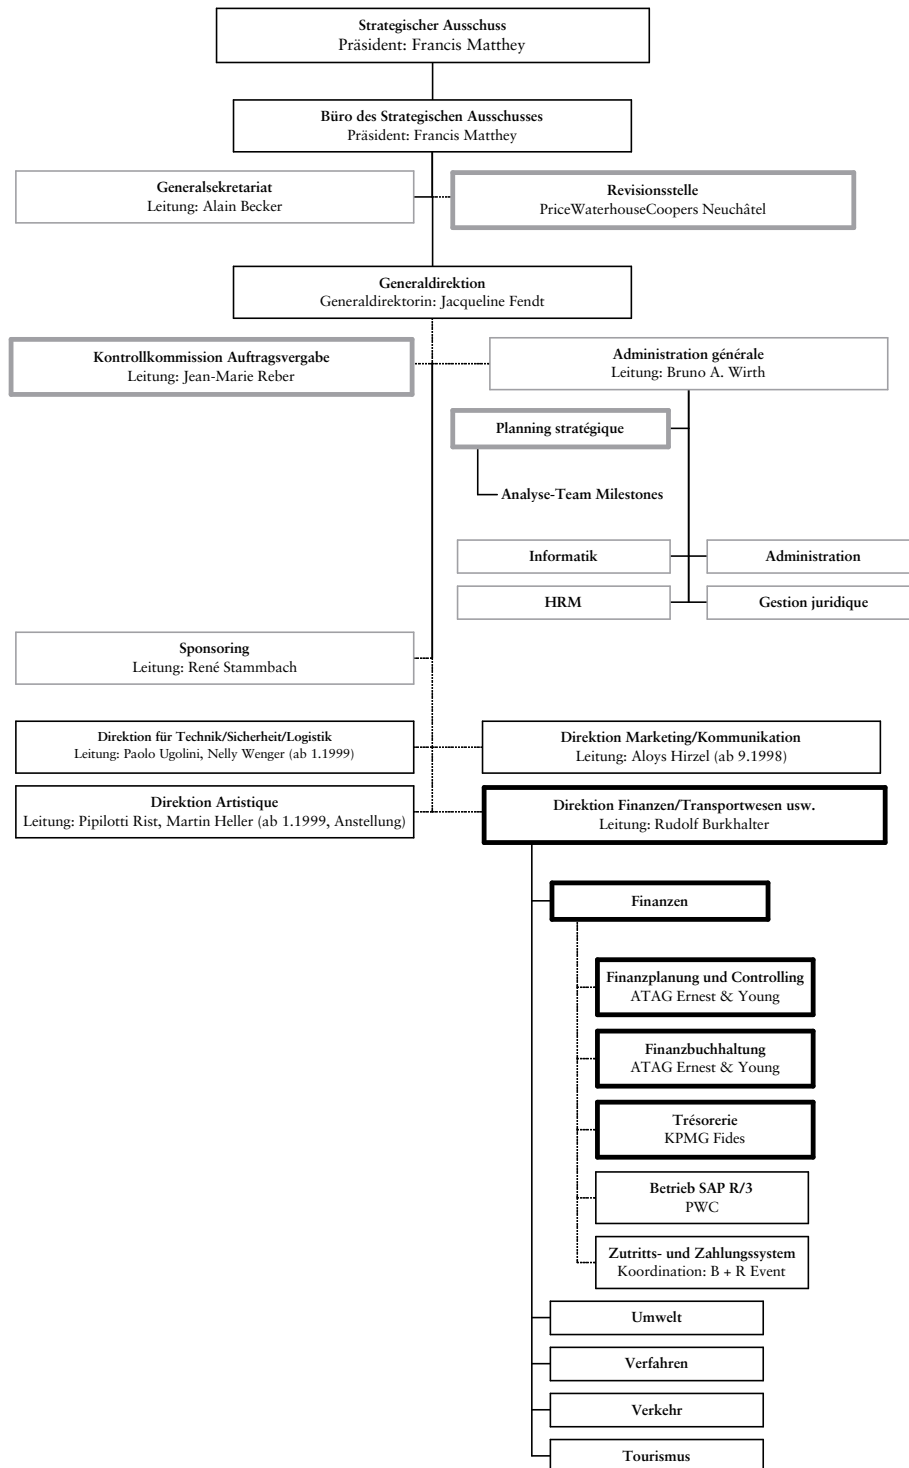 Strategischer Ausschuss
Präsident: Francis Matthey
Büro des Strategischen Ausschusses
Präsident: Francis Matthey
Generalsekretariat
Leitung: Alain Becker
Revisionsstelle
PriceWaterhouseCoopers Neuchâtel
Generaldirektion
Generaldirektorin: Jacqueline Fendt
Kontrollkommission Auftragsvergabe
Leitung: Jean-Marie Reber
Administration générale
Leitung: Bruno A. Wirth
Planning stratégique
Analyse-Team Milestones
Informatik
Administration
HRM
Gestion juridique
Sponsoring
Leitung: René Stammbach
Direktion für Technik/Sicherheit/Logistik
Leitung: Paolo Ugolini, Nelly Wenger (ab 1.1999)
Direktion Marketing/Kommunikation
Leitung: Aloys Hirzel (ab 9.1998)
Direktion Artistique
Leitung: Pipilotti Rist, Martin Heller (ab 1.1999, Anstellung)
Direktion Finanzen/Transportwesen usw.
Leitung: Rudolf Burkhalter
Finanzen
Finanzplanung und Controlling
ATAG Ernest & Young
Finanzbuchhaltung
ATAG Ernest & Young
Trésorerie
KPMG Fides
Betrieb SAP R/3
PWC
Zutritts- und Zahlungssystem
Koordination: B + R Event
Umwelt
Verfahren
Verkehr
Tourismus